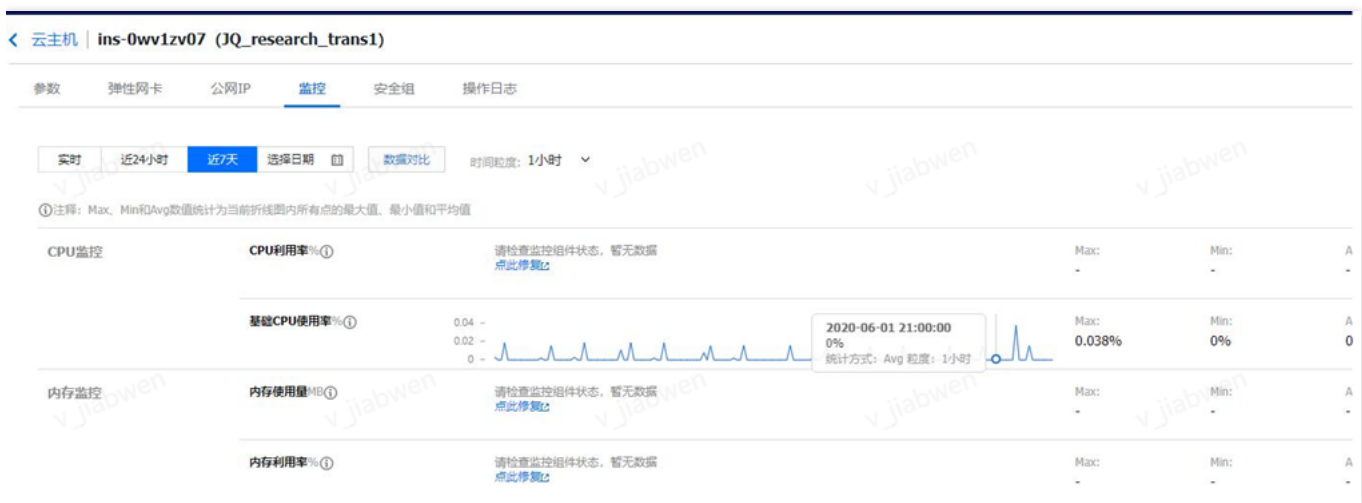 云主机 | ins-0wv1zv07 (JQ_research_trans1)
参数 弹性网卡 公网IP 监控 安全组 操作日志
实时 近24小时 近7天 选择日期 数据对比 时间粒度: 1小时
注释: Max、Min和Avg数值统计为当前折线图内所有点的最大值、最小值和平均值
CPU监控 CPU利用率% 请检查监控组件状态, 暂无数据 Max: Min: A
点此修复 - - -
基础CPU使用率% 0.04 2020-06-01 21:00:00 Max: Min: A
0.02 0% 0.038% 0% 0
0 统计方式: Avg 粒度: 1小时
内存监控 内存使用量MB 请检查监控组件状态, 暂无数据 Max: Min: A
点此修复 - - -
内存利用率% 请检查监控组件状态, 暂无数据 Max: Min: A
点此修复 - - -
v_jiabwen
v_jiabwen
v_jiabwen
v_jiabwen
v_jiabwen
v_jiabwen
v_jiabwen
v_jiabwen
v_jiabwen
v_jiabwen